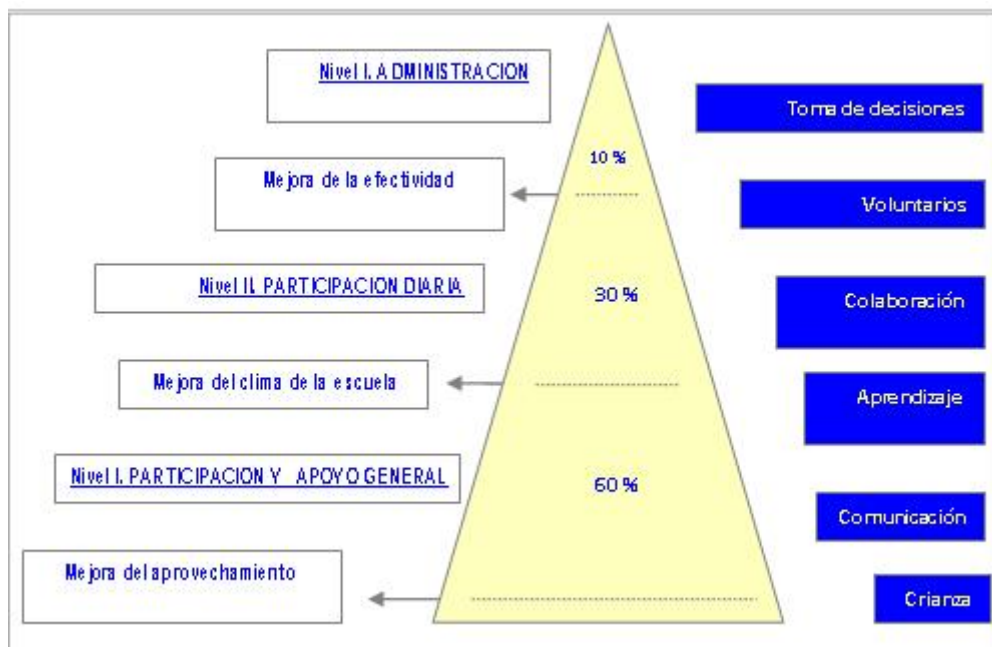 Nivel I. ADMINISTRACION
Toma de decisiones
10 %
Mejora de la efectividad
Voluntarios
Nivel II. PARTICIPACION DIARIA
30 %
Colaboración
Mejora del clima de la escuela
Aprendizaje
Nivel I. PARTICIPACION Y APOYO GENERAL
60 %
Comunicación
Mejora del aprovechamiento
Crianza